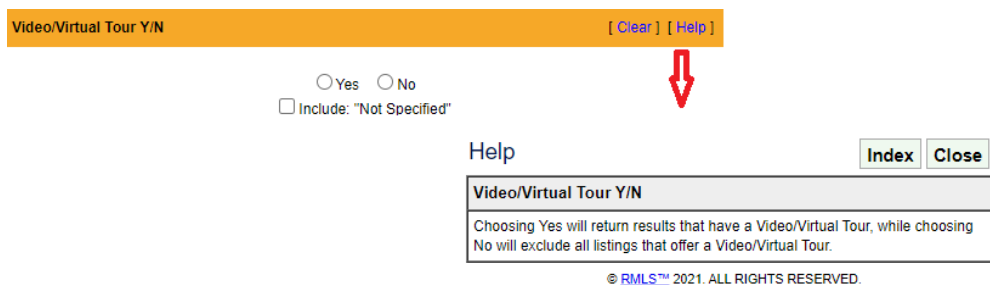 Video/Virtual Tour Y/N [ Clear ] [ Help ]
Yes No
Include: "Not Specified"
Help Index Close
Video/Virtual Tour Y/N
Choosing Yes will return results that have a Video/Virtual Tour, while choosing
No will exclude all listings that offer a Video/Virtual Tour.
© RMLS™ 2021. ALL RIGHTS RESERVED.